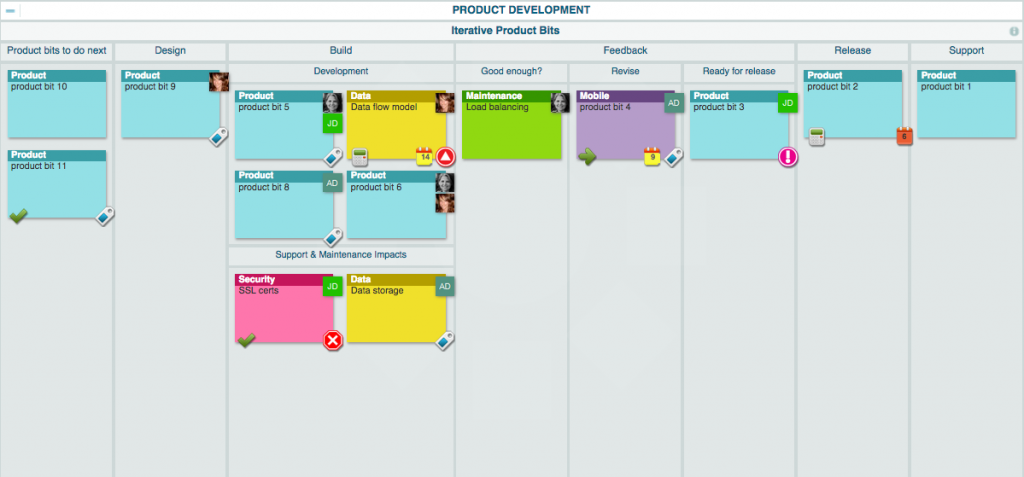 PRODUCT DEVELOPMENT
Iterative Product Bits
Product bits to do next
Design
Build
Feedback
Release
Support
Development
Good enough?
Revise
Ready for release
Product
product bit 10
Product
product bit 11
Product
product bit 9
Product
product bit 5
JD
Data
Data flow model
14
Product
product bit 8
AD
Product
product bit 6
Support & Maintenance Impacts
Security
SSL certs
JD
Data
Data storage
AD
Maintenance
Load balancing
Mobile
product bit 4
AD
9
Product
product bit 3
JD
Product
product bit 2
6
Product
product bit 1